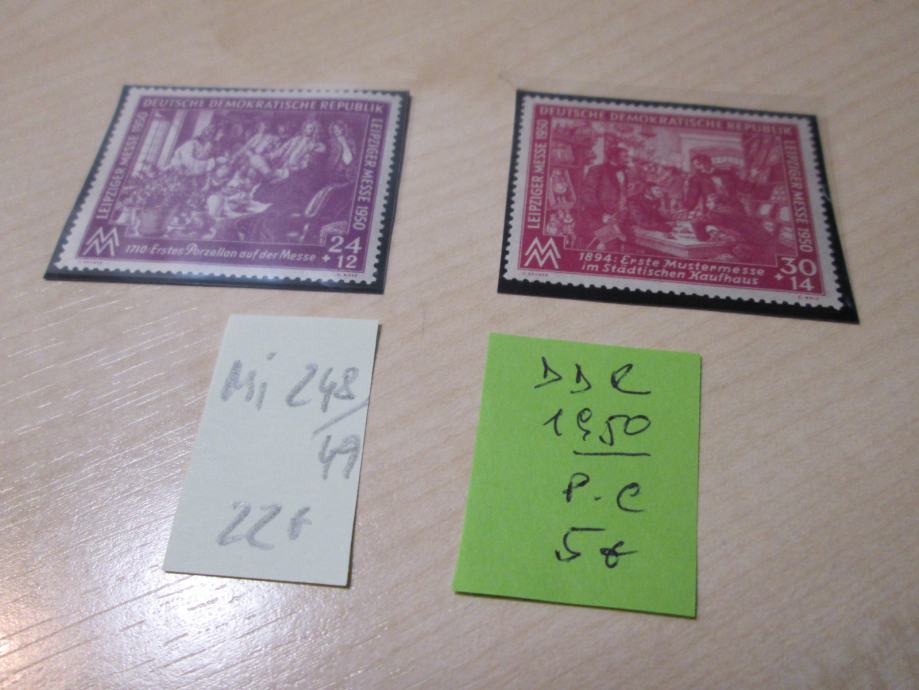 DEUTSCHE DEMOKRATISCHE REPUBLIK
LEIPZIGER MESSE 1950
LEIPZIGER MESSE 1950
1710: Erstes Porzellan auf der Messe
24
+12
DEUTSCHE DEMOKRATISCHE REPUBLIK
LEIPZIGER MESSE 1950
LEIPZIGER MESSE 1950
1894: Erste Mustermesse
im Städtischen Kaufhaus
30
+14
Mi 248/
49
22€
DDR
1950
P.C
5€